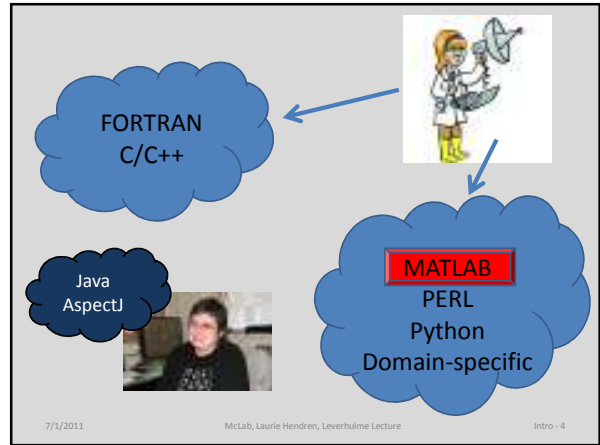 FORTRAN
C/C++
Java
AspectJ
MATLAB
PERL
Python
Domain-specific
7/1/2011
McLab, Laurie Hendren, Leverhulme Lecture
Intro - 4